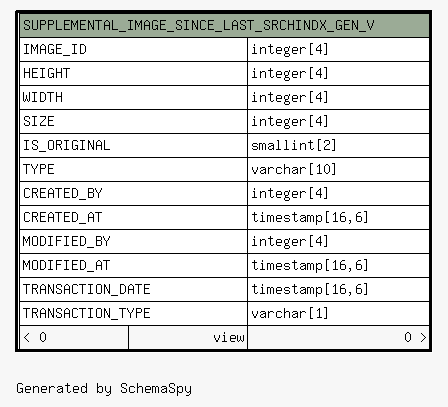 SUPPLEMENTAL_IMAGE_SINCE_LAST_SRCHINDX_GEN_V
IMAGE_ID integer[4]
HEIGHT integer[4]
WIDTH integer[4]
SIZE integer[4]
IS_ORIGINAL smallint[2]
TYPE varchar[10]
CREATED_BY integer[4]
CREATED_AT timestamp[16,6]
MODIFIED_BY integer[4]
MODIFIED_AT timestamp[16,6]
TRANSACTION_DATE timestamp[16,6]
TRANSACTION_TYPE varchar[1]
< 0 view 0 >
Generated by SchemaSpy